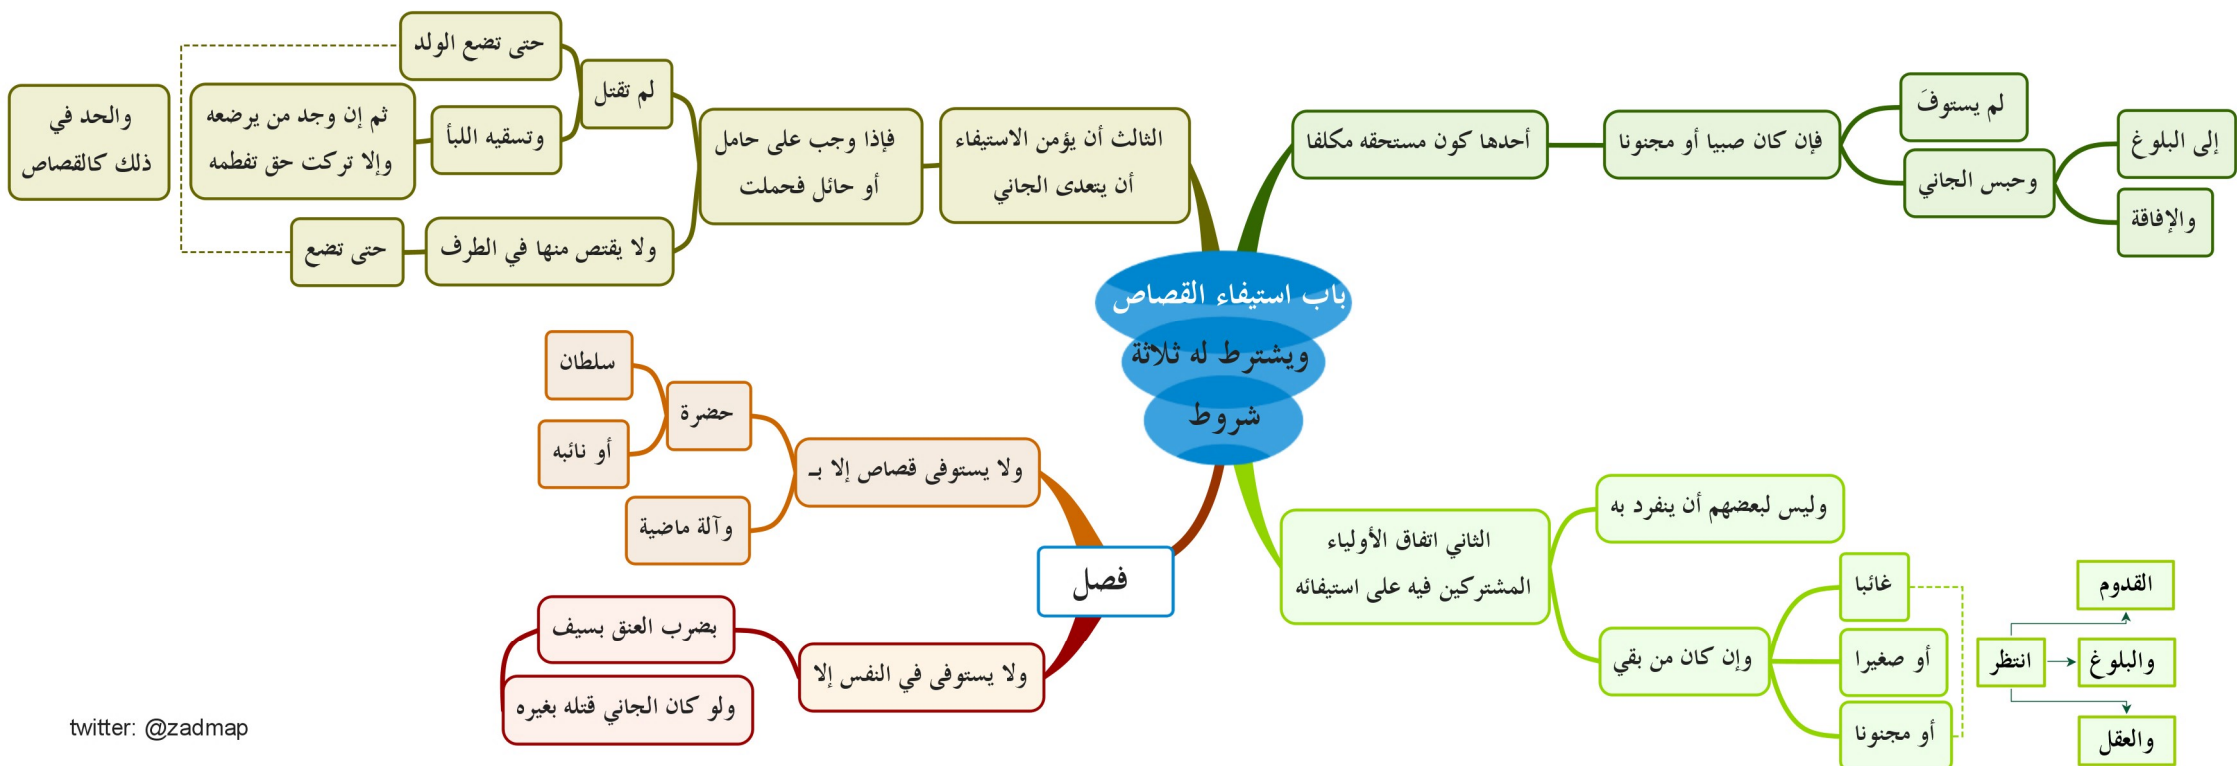 باب استيفاء القصاص
ويشترط له ثلاثة
شروط
أحدها كون مستحقه مكلفا
فإن كان صبيا أو مجنونا
لم يستوفَ
وحبس الجاني
إلى البلوغ
والإفاقة
الثاني اتفاق الأولياء
المشتركين فيه على استيفائه
وليس لبعضهم أن ينفرد به
وإن كان من بقي
غائبا
أو صغيرا
أو مجنونا
انتظر
القدوم
والبلوغ
والعقل
الثالث أن يؤمن الاستيفاء
أن يتعدى الجاني
فإذا وجب على حامل
أو حائل فحملت
لم تقتل
حتى تضع الولد
وتسقيه اللبأ
ثم إن وجد من يرضعه
وإلا تركت حق تفطمه
ولا يقتص منها في الطرف
حتى تضع
والحد في
ذلك كالقصاص
فصل
ولا يستوفى قصاص إلا بـ
حضرة
سلطان
أو نائبه
وآلة ماضية
ولا يستوفى في النفس إلا
بضرب العنق بسيف
ولو كان الجاني قتله بغيره
twitter: @zadmap